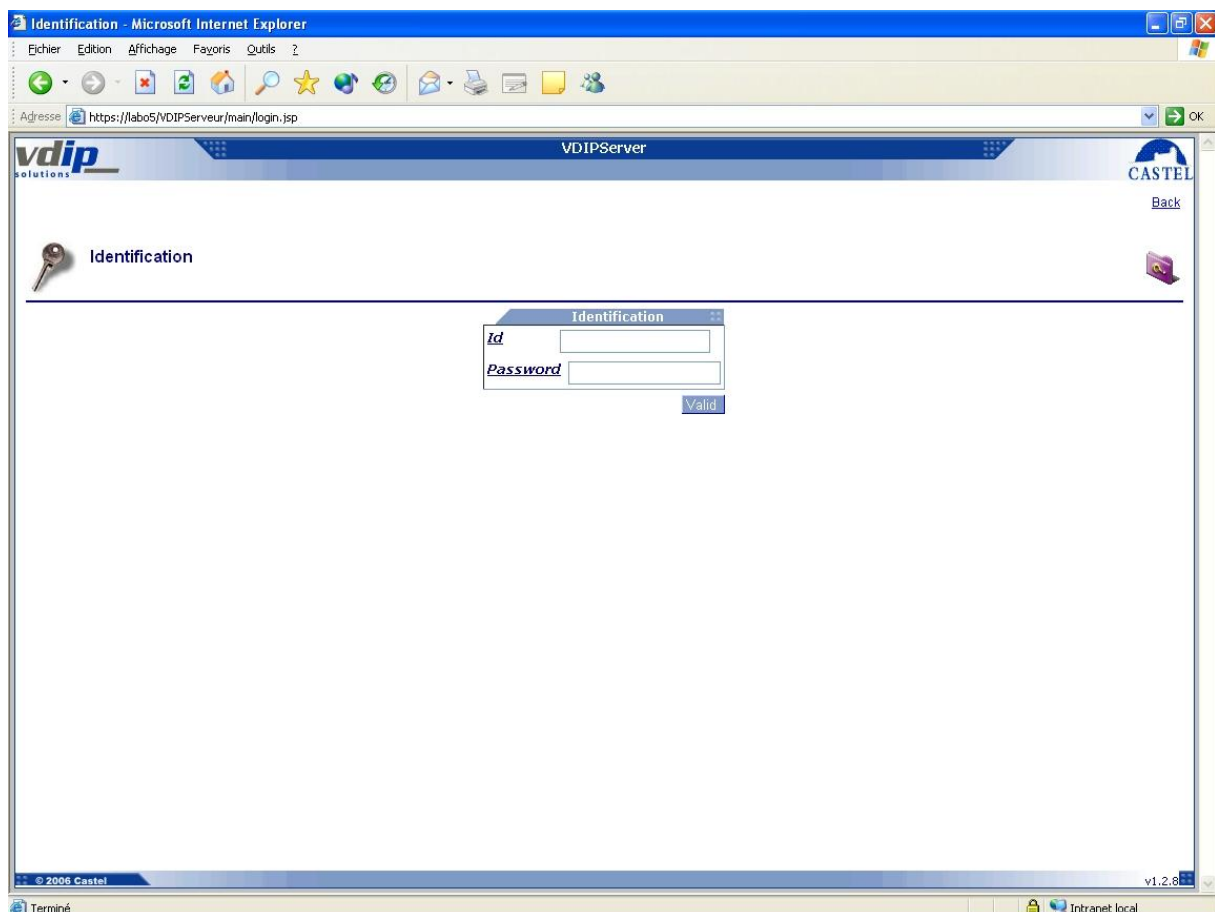 Identification - Microsoft Internet Explorer
Fichier Edition Affichage Favoris Outils ?
Adresse https://labo5/VDIPServeur/main/login.jsp OK
vdip solutions VDIPServer CASTEL
Back
Identification
Identification
Id
Password
Valid
© 2006 Castel v1.2.8
Terminé Intranet local